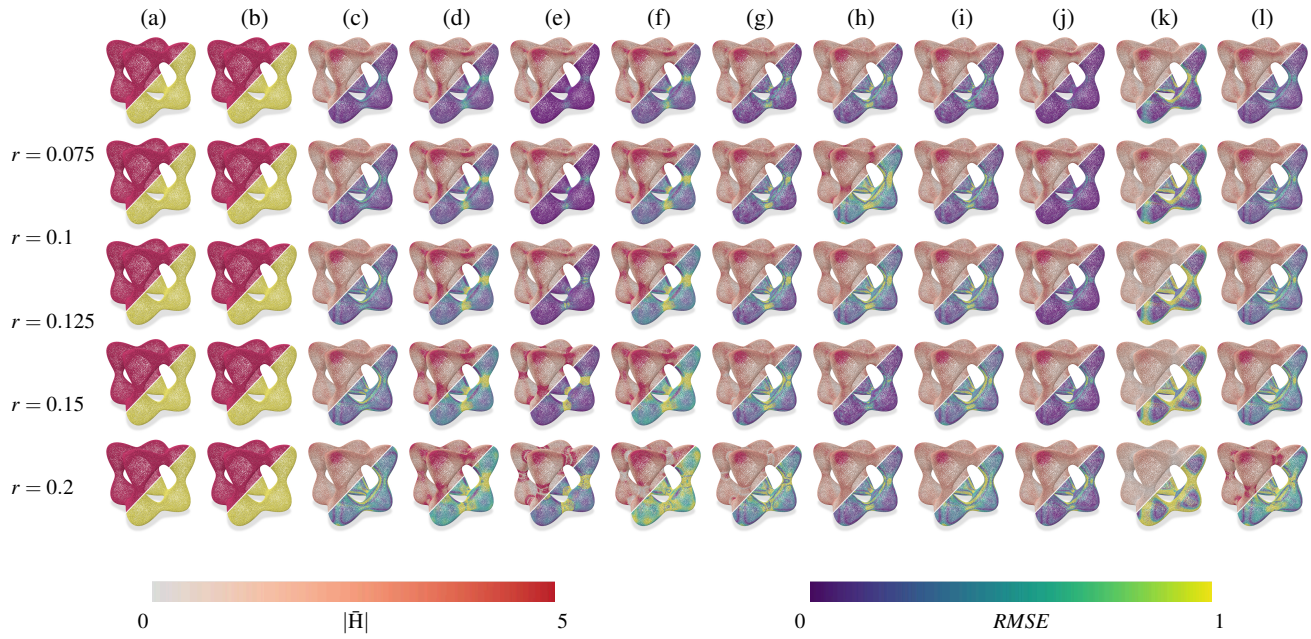 (a) (b) (c) (d) (e) (f) (g) (h) (i) (j) (k) (l)
r = 0.075
r = 0.1
r = 0.125
r = 0.15
r = 0.2
0 |H̄| 5 0 RMSE 1